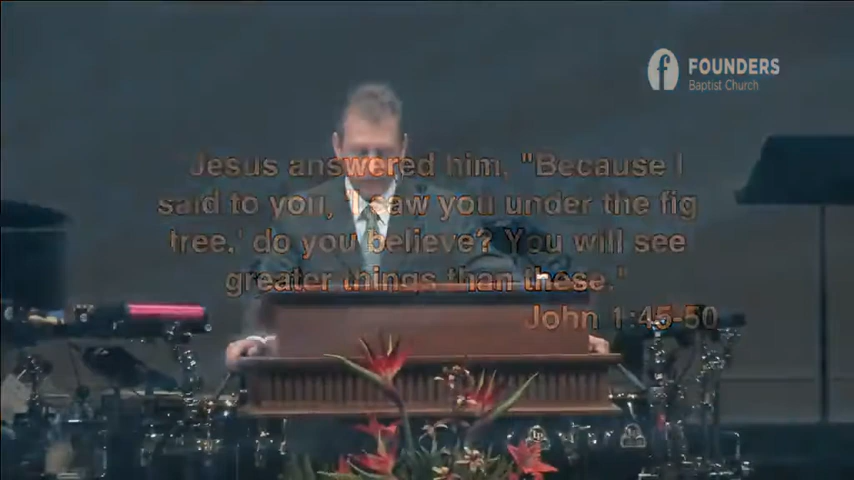 FOUNDERS
Baptist Church
Jesus answered him, "Because I
said to you, 'I saw you under the fig
tree,' do you believe? You will see
greater things than these."
John 1:45-50